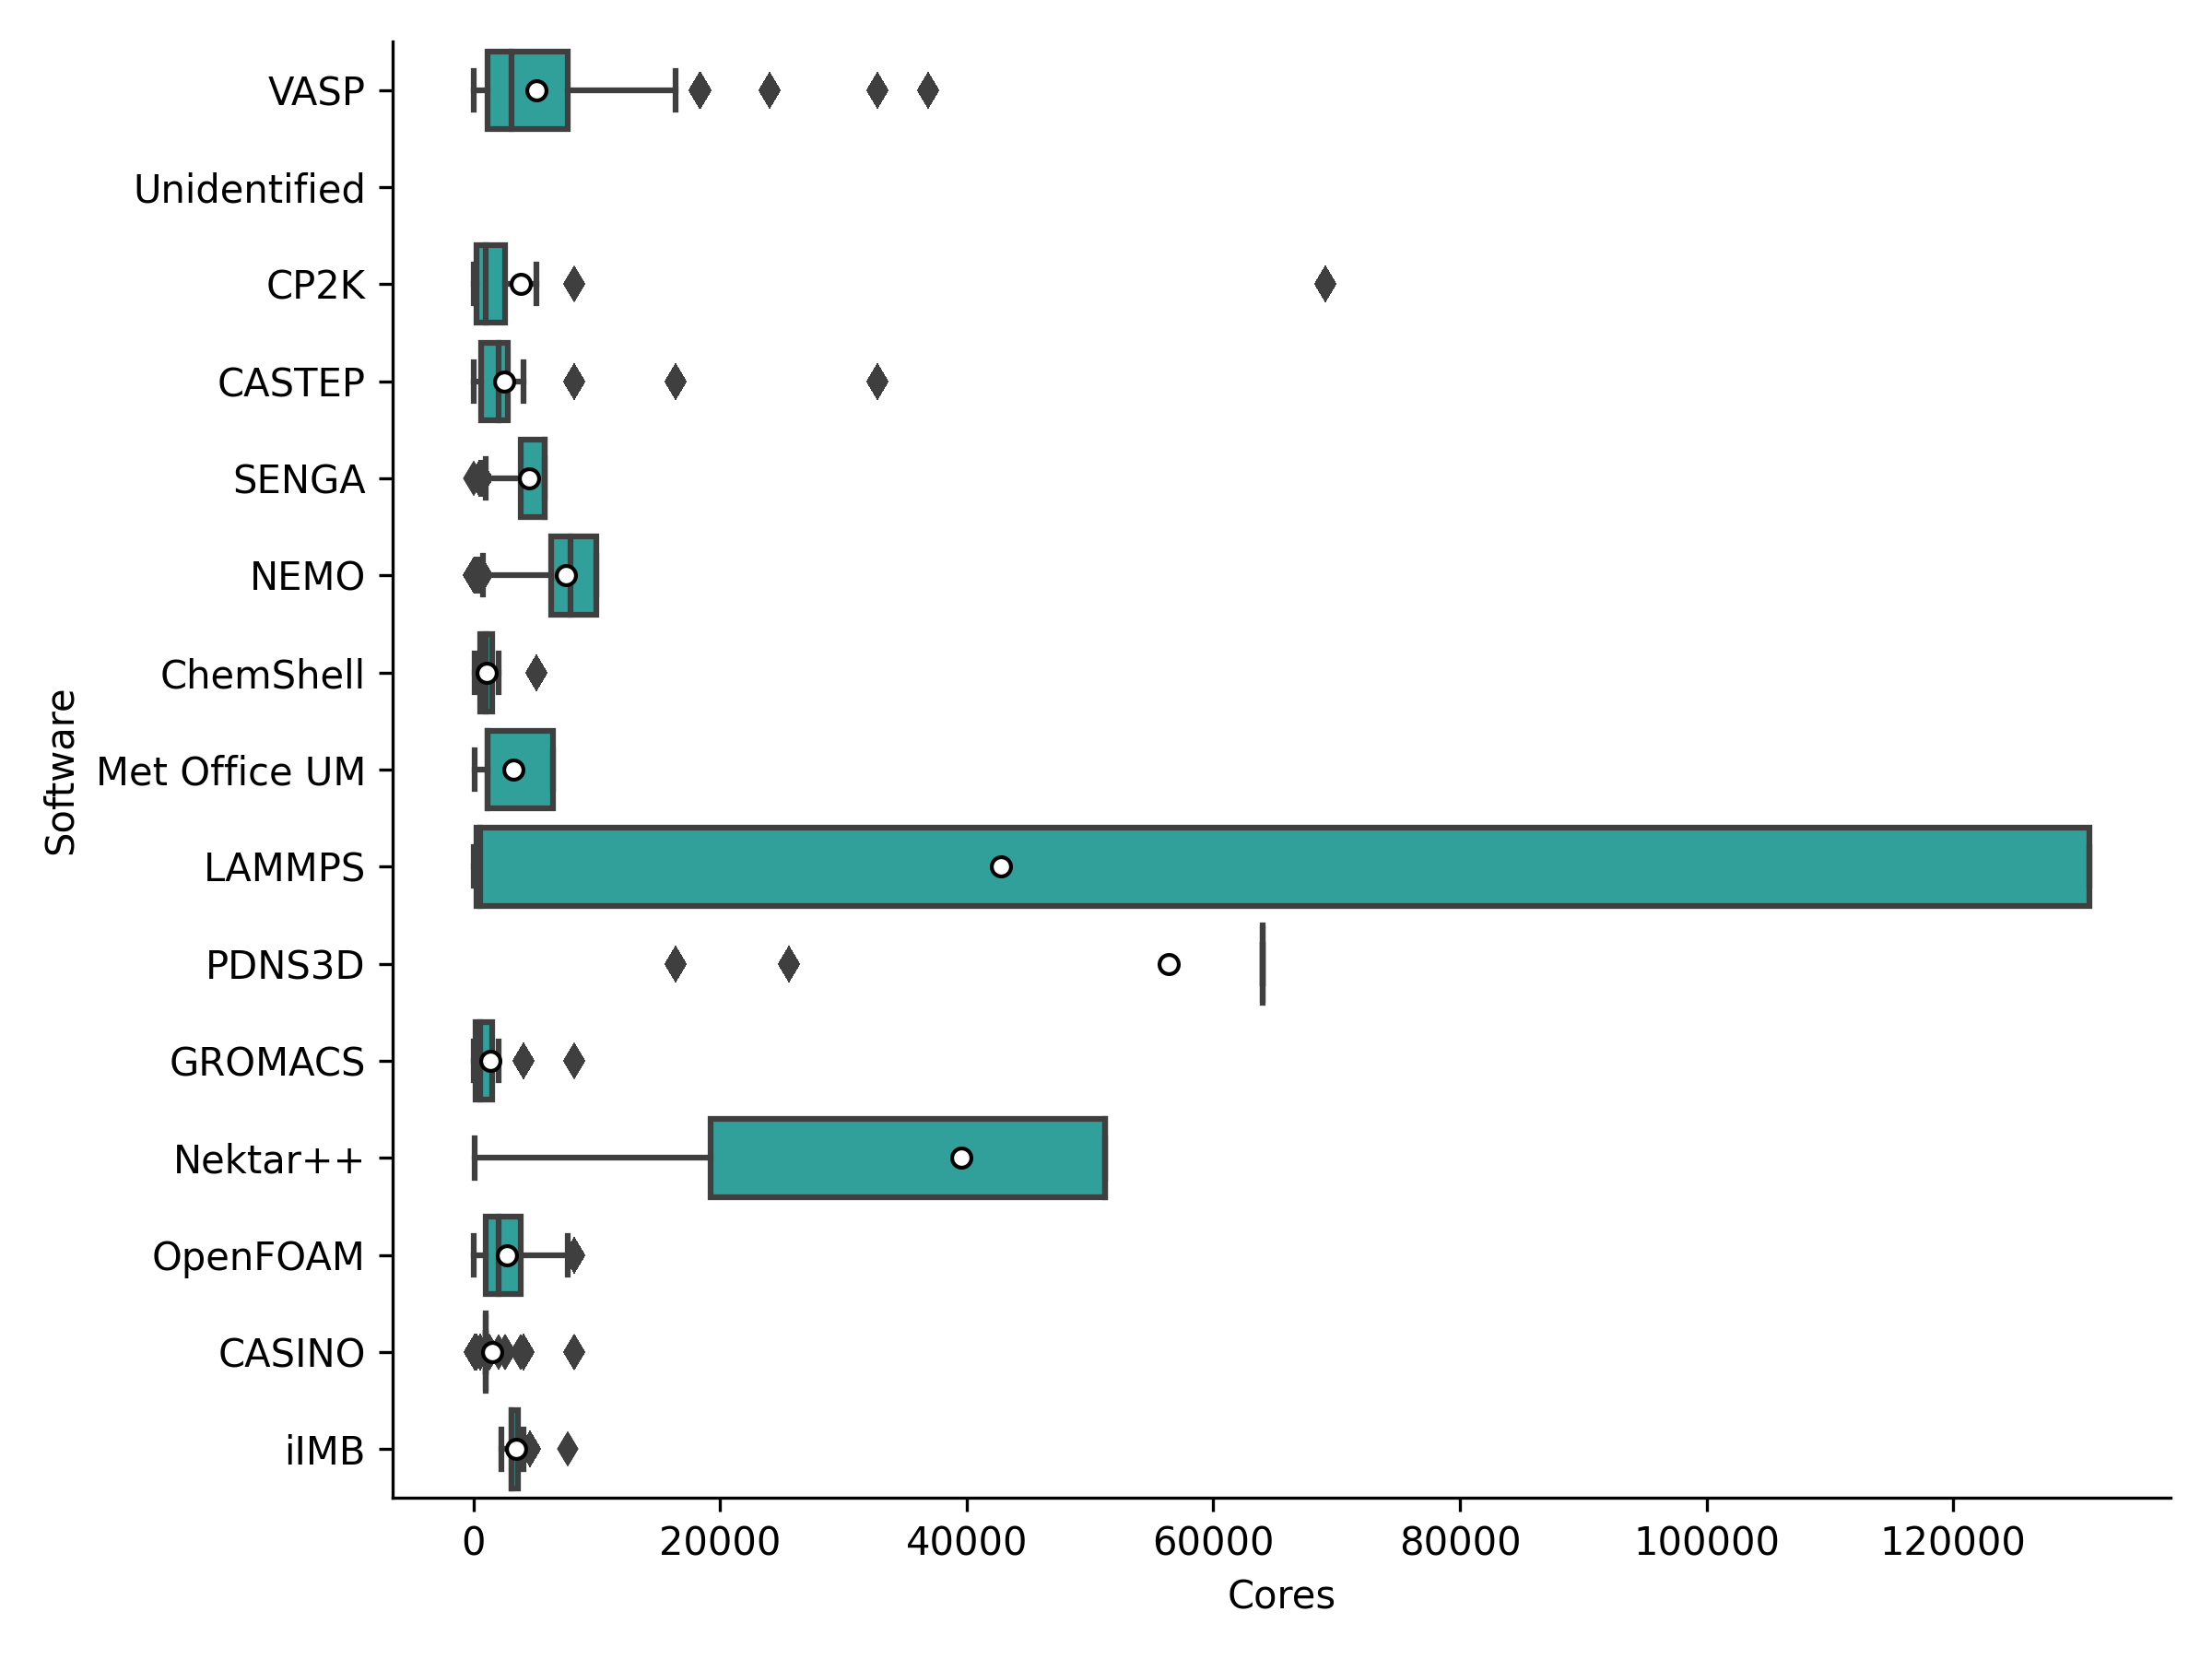 VASP
Unidentified
CP2K
CASTEP
SENGA
NEMO
ChemShell
Met Office UM
LAMMPS
PDNS3D
GROMACS
Nektar++
OpenFOAM
CASINO
iIMB
Software
0 20000 40000 60000 80000 100000 120000
Cores